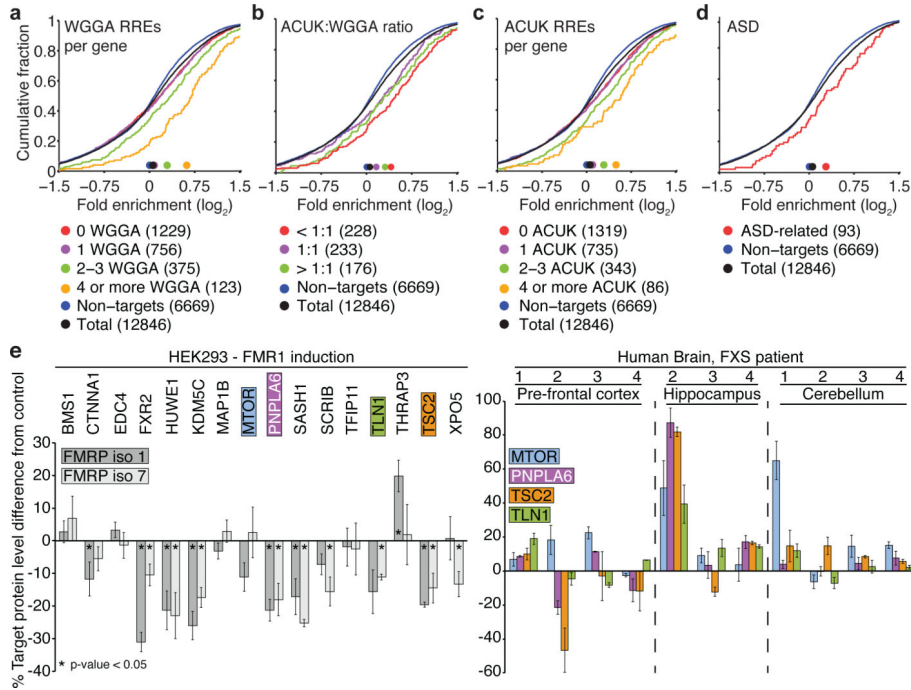 a
WGGA RREs
per gene
Cumulative fraction
1
0.8
0.6
0.4
0.2
0
−1.5 −0.75 0 0.75 1.5
Fold enrichment (log2)
0 WGGA (1229)
1 WGGA (756)
2–3 WGGA (375)
4 or more WGGA (123)
Non-targets (6669)
Total (12846)
b
ACUK:WGGA ratio
−1.5 −0.75 0 0.75 1.5
Fold enrichment (log2)
< 1:1 (228)
1:1 (233)
> 1:1 (176)
Non-targets (6669)
Total (12846)
c
ACUK RREs
per gene
−1.5 −0.75 0 0.75 1.5
Fold enrichment (log2)
0 ACUK (1319)
1 ACUK (735)
2–3 ACUK (343)
4 or more ACUK (86)
Non-targets (6669)
Total (12846)
d
ASD
−1.5 −0.75 0 0.75 1.5
Fold enrichment (log2)
ASD-related (93)
Non-targets (6669)
Total (12846)
e
HEK293 - FMR1 induction
BMS1
CTNNA1
EDC4
FXR2
HUWE1
KDM5C
MAP1B
MTOR
PNPLA6
SASH1
SCRIB
TFIP11
TLN1
THRAP3
TSC2
XPO5
% Target protein level difference from control
30
20
10
0
-10
-20
-30
-40
FMRP iso 1
FMRP iso 7
* * * * * * * * * * * * * * * * *
* p-value < 0.05
Human Brain, FXS patient
1 2 3 4 2 3 4 1 2 3 4
Pre-frontal cortex Hippocampus Cerebellum
100
80
60
40
20
0
-20
-40
-60
MTOR
PNPLA6
TSC2
TLN1